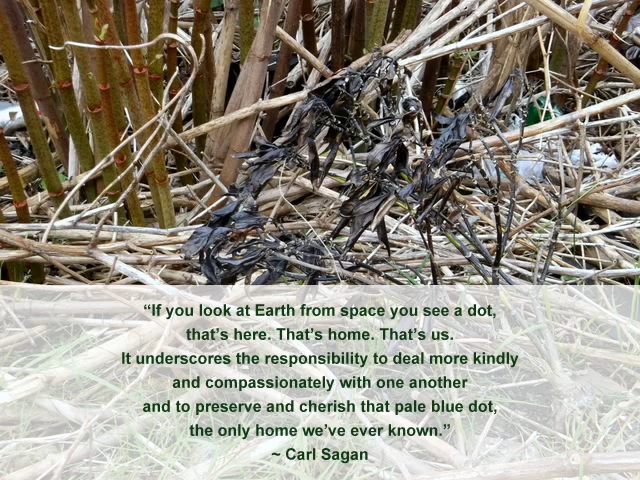 “If you look at Earth from space you see a dot,
that’s here. That’s home. That’s us.
It underscores the responsibility to deal more kindly
and compassionately with one another
and to preserve and cherish that pale blue dot,
the only home we’ve ever known.”
~ Carl Sagan